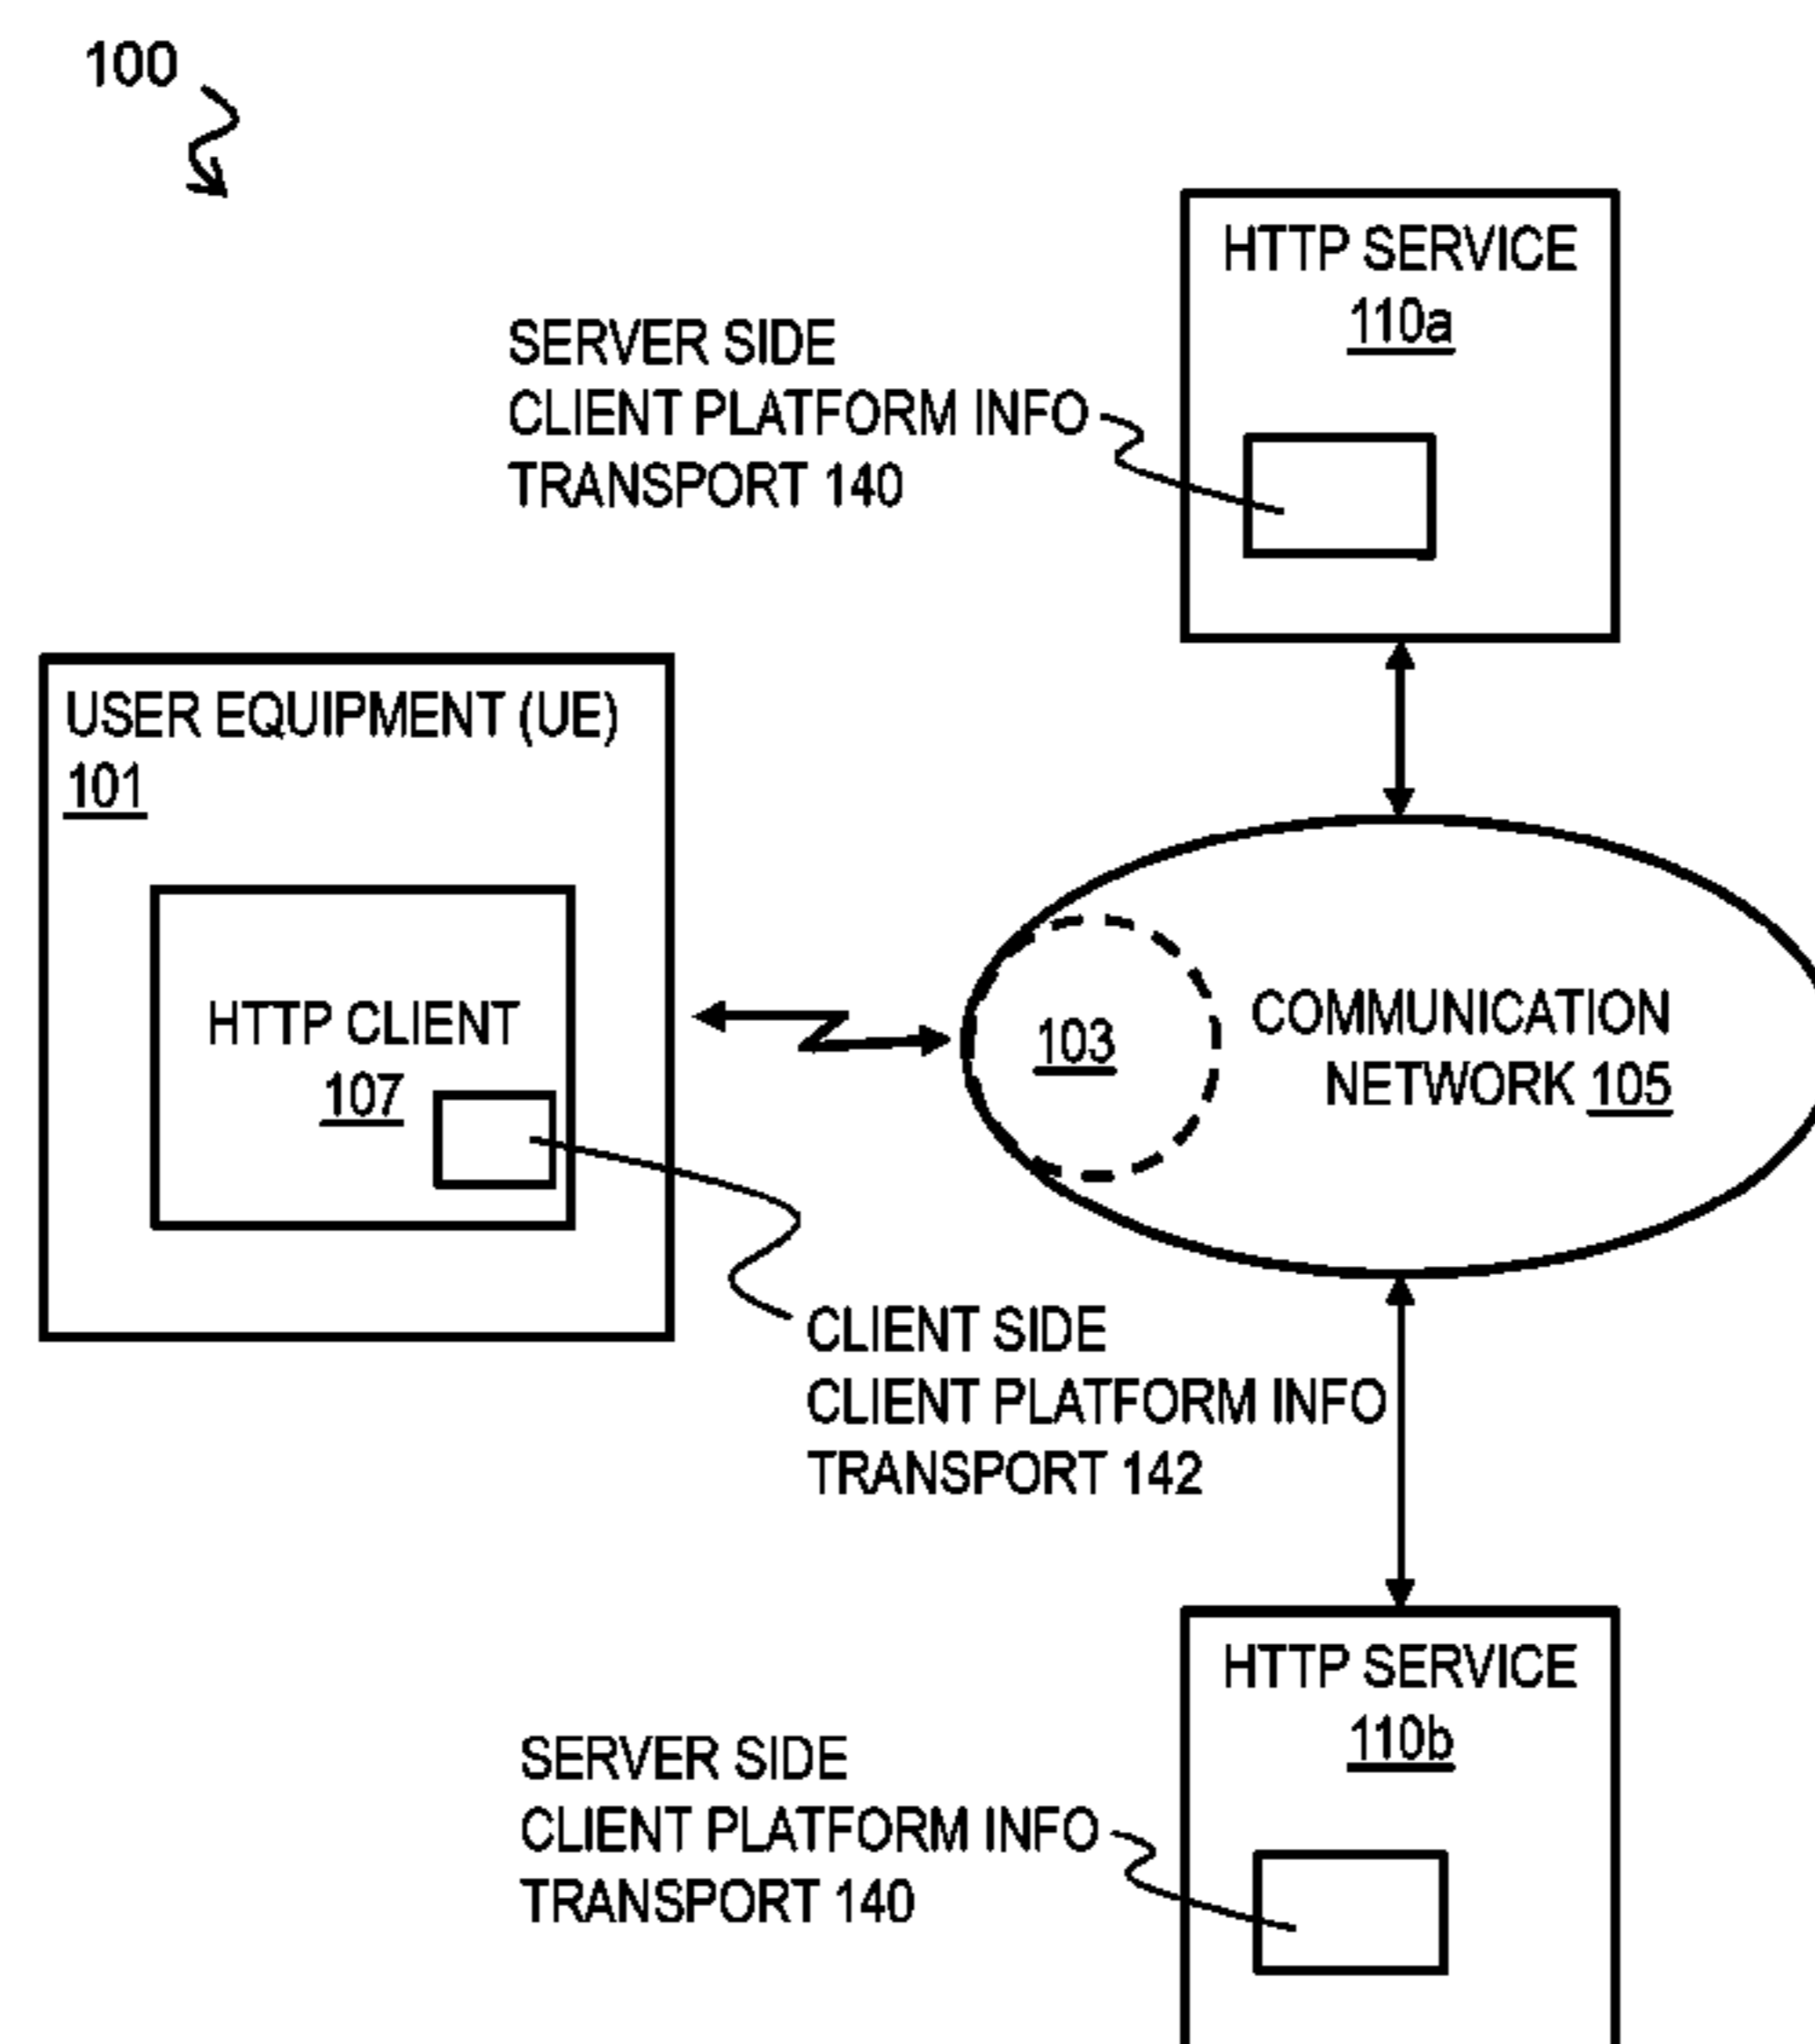 100
HTTP SERVICE
110a
SERVER SIDE
CLIENT PLATFORM INFO
TRANSPORT 140
USER EQUIPMENT (UE)
101
HTTP CLIENT
107
103
COMMUNICATION
NETWORK 105
CLIENT SIDE
CLIENT PLATFORM INFO
TRANSPORT 142
HTTP SERVICE
110b
SERVER SIDE
CLIENT PLATFORM INFO
TRANSPORT 140